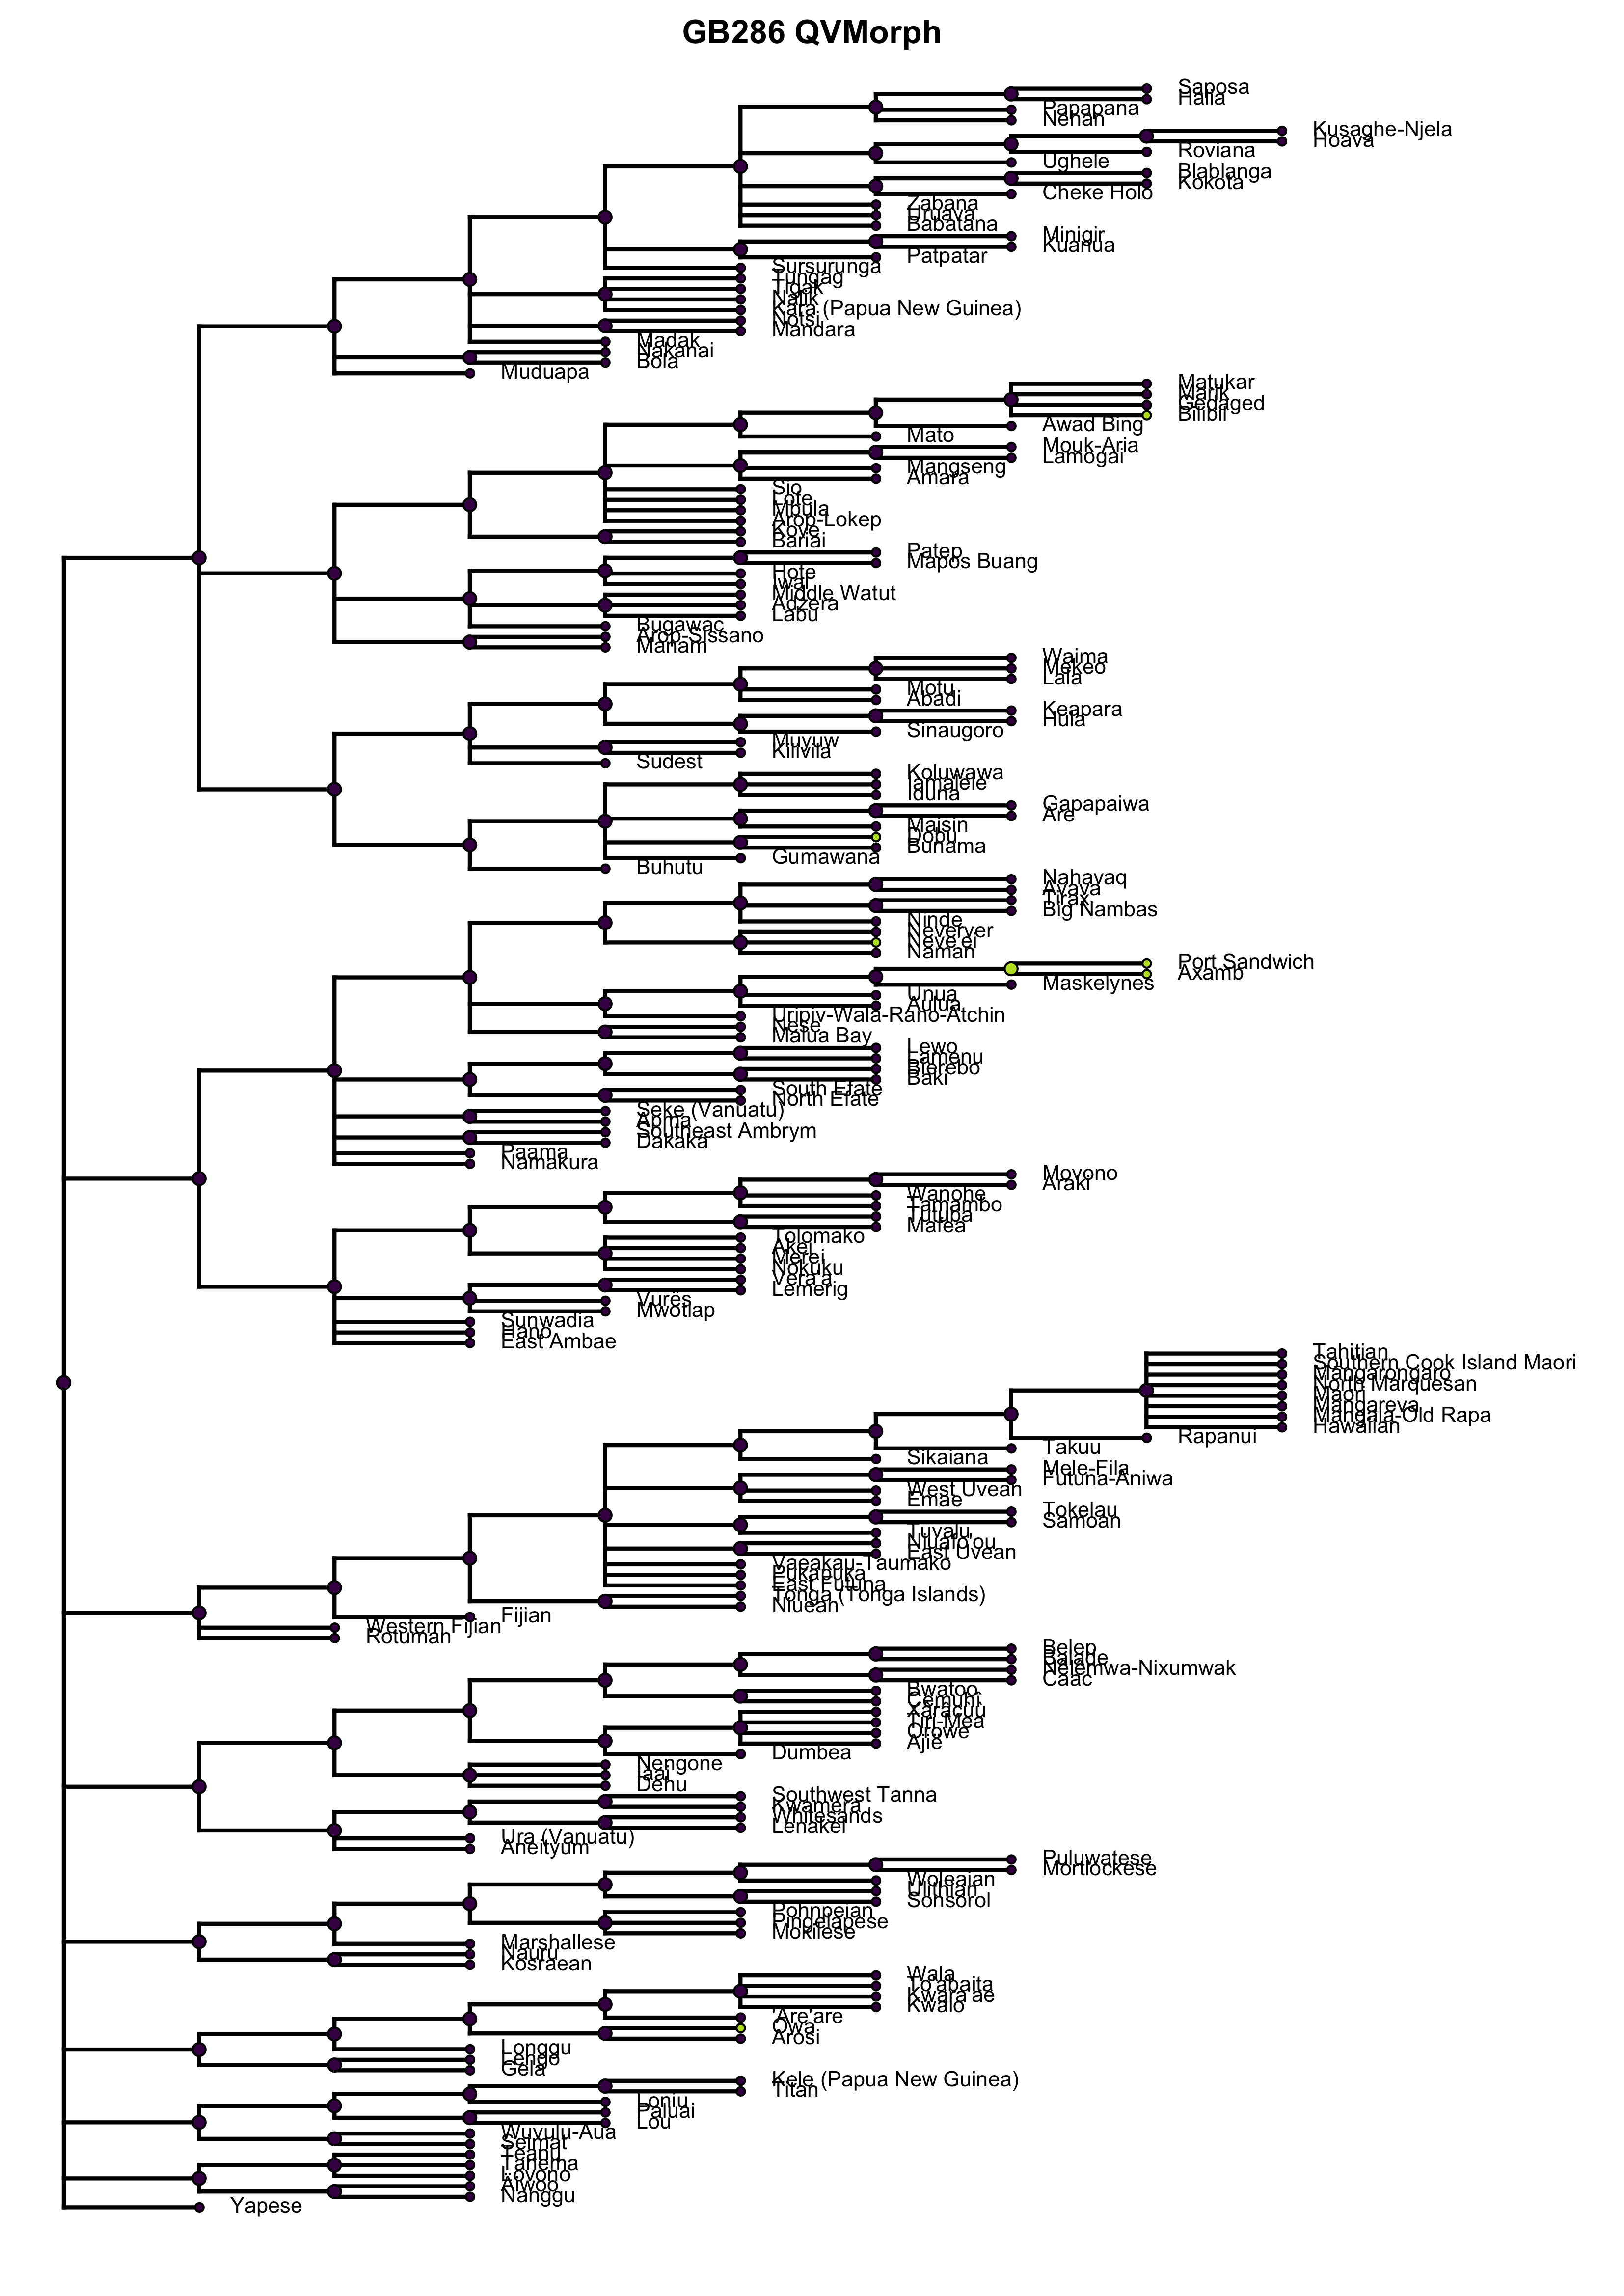 GB286 QVMorph
Saposa
Halia
Papapana
Nehan
Kusaghe-Njela
Hoava
Roviana
Ughele
Blablanga
Kokota
Cheke Holo
Zabana
Uruava
Babatana
Minigir
Kuanua
Patpatar
Sursurunga
Tungag
Tigak
Nalik
Kara (Papua New Guinea)
Notsi
Mandara
Madak
Nakanai
Bola
Muduapa
Matukar
Marik
Gedaged
Bilibil
Awad Bing
Mato
Mouk-Aria
Lamogai
Mangseng
Amara
Sio
Lote
Mbula
Arop-Lokep
Kove
Bariai
Patep
Mapos Buang
Hote
Iwal
Middle Watut
Adzera
Labu
Bugawac
Arop-Sissano
Manam
Waima
Mekeo
Lala
Motu
Abadi
Keapara
Hula
Sinaugoro
Muyuw
Kilivila
Sudest
Koluwawa
Iamalele
Iduna
Gapapaiwa
Are
Maisin
Dobu
Bunama
Gumawana
Buhutu
Nahavaq
Avava
Tirax
Big Nambas
Ninde
Neverver
Neve'ei
Naman
Port Sandwich
Axamb
Maskelynes
Unua
Aulua
Uripiv-Wala-Rano-Atchin
Nese
Malua Bay
Lewo
Lamenu
Bierebo
Baki
South Efate
North Efate
Seke (Vanuatu)
Apma
Southeast Ambrym
Dakaka
Paama
Namakura
Movono
Araki
Wanohe
Tamambo
Tutuba
Mafea
Tolomako
Akei
Merei
Nokuku
Vera'a
Lemerig
Vurës
Mwotlap
Sunwadia
Hano
East Ambae
Tahitian
Southern Cook Island Maori
Mangarongaro
North Marquesan
Maori
Mangareva
Mangaia-Old Rapa
Hawaiian
Rapanui
Takuu
Sikaiana
Mele-Fila
Futuna-Aniwa
West Uvean
Emae
Tokelau
Samoan
Tuvalu
Niuafo'ou
East Uvean
Vaeakau-Taumako
Pukapuka
East Futuna
Tonga (Tonga Islands)
Niuean
Fijian
Western Fijian
Rotuman
Belep
Balade
Nelemwa-Nixumwak
Caac
Bwatoo
Cemuhî
Xârâcùù
Tiri-Mea
Orowe
Ajië
Dumbea
Nengone
Iaai
Dehu
Southwest Tanna
Kwamera
Whitesands
Lenakel
Ura (Vanuatu)
Aneityum
Puluwatese
Mortlockese
Woleaian
Ulithian
Sonsorol
Pohnpeian
Pingelapese
Mokilese
Marshallese
Nauru
Kosraean
Wala
To'abaita
Kwara'ae
Kwaio
'Are'are
Owa
Arosi
Longgu
Lengo
Gela
Kele (Papua New Guinea)
Titan
Loniu
Paluai
Lou
Wuvulu-Aua
Seimat
Teanu
Tanema
Lovono
Äiwoo
Nanggu
Yapese